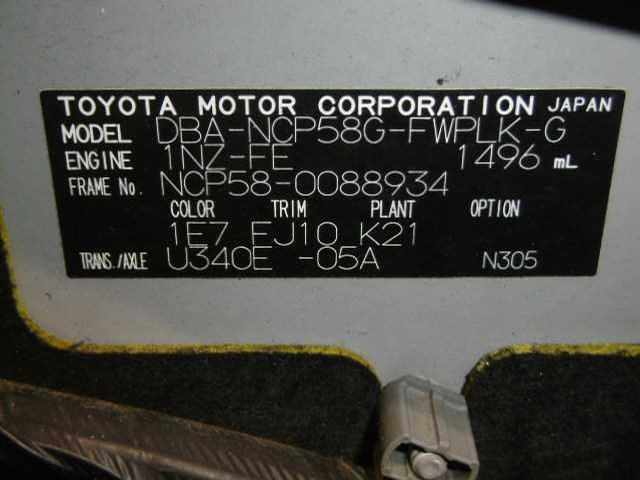 TOYOTA MOTOR CORPORATION JAPAN
MODEL DBA-NCP58G-FWPLK-G
ENGINE 1NZ-FE 1496 mL
FRAME No. NCP58-0088934
COLOR TRIM PLANT OPTION
1E7 EJ10 K21
TRANS./AXLE U340E -05A N305